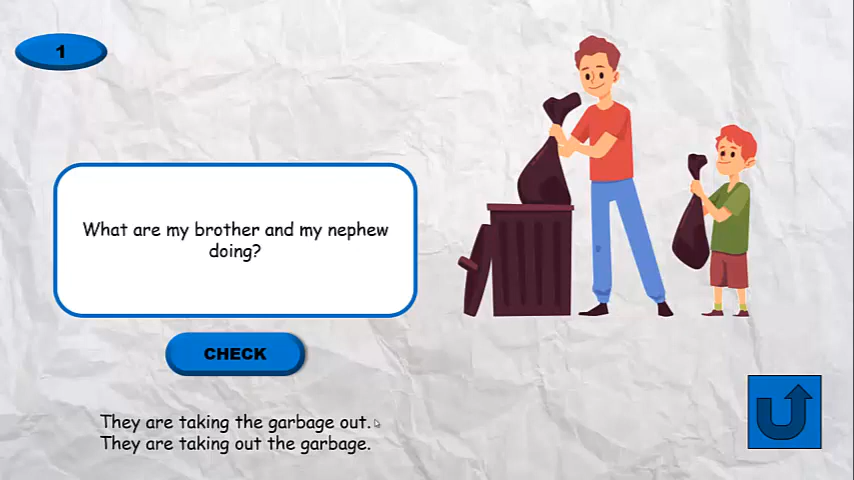 1
What are my brother and my nephew
doing?
CHECK
They are taking the garbage out.
They are taking out the garbage.